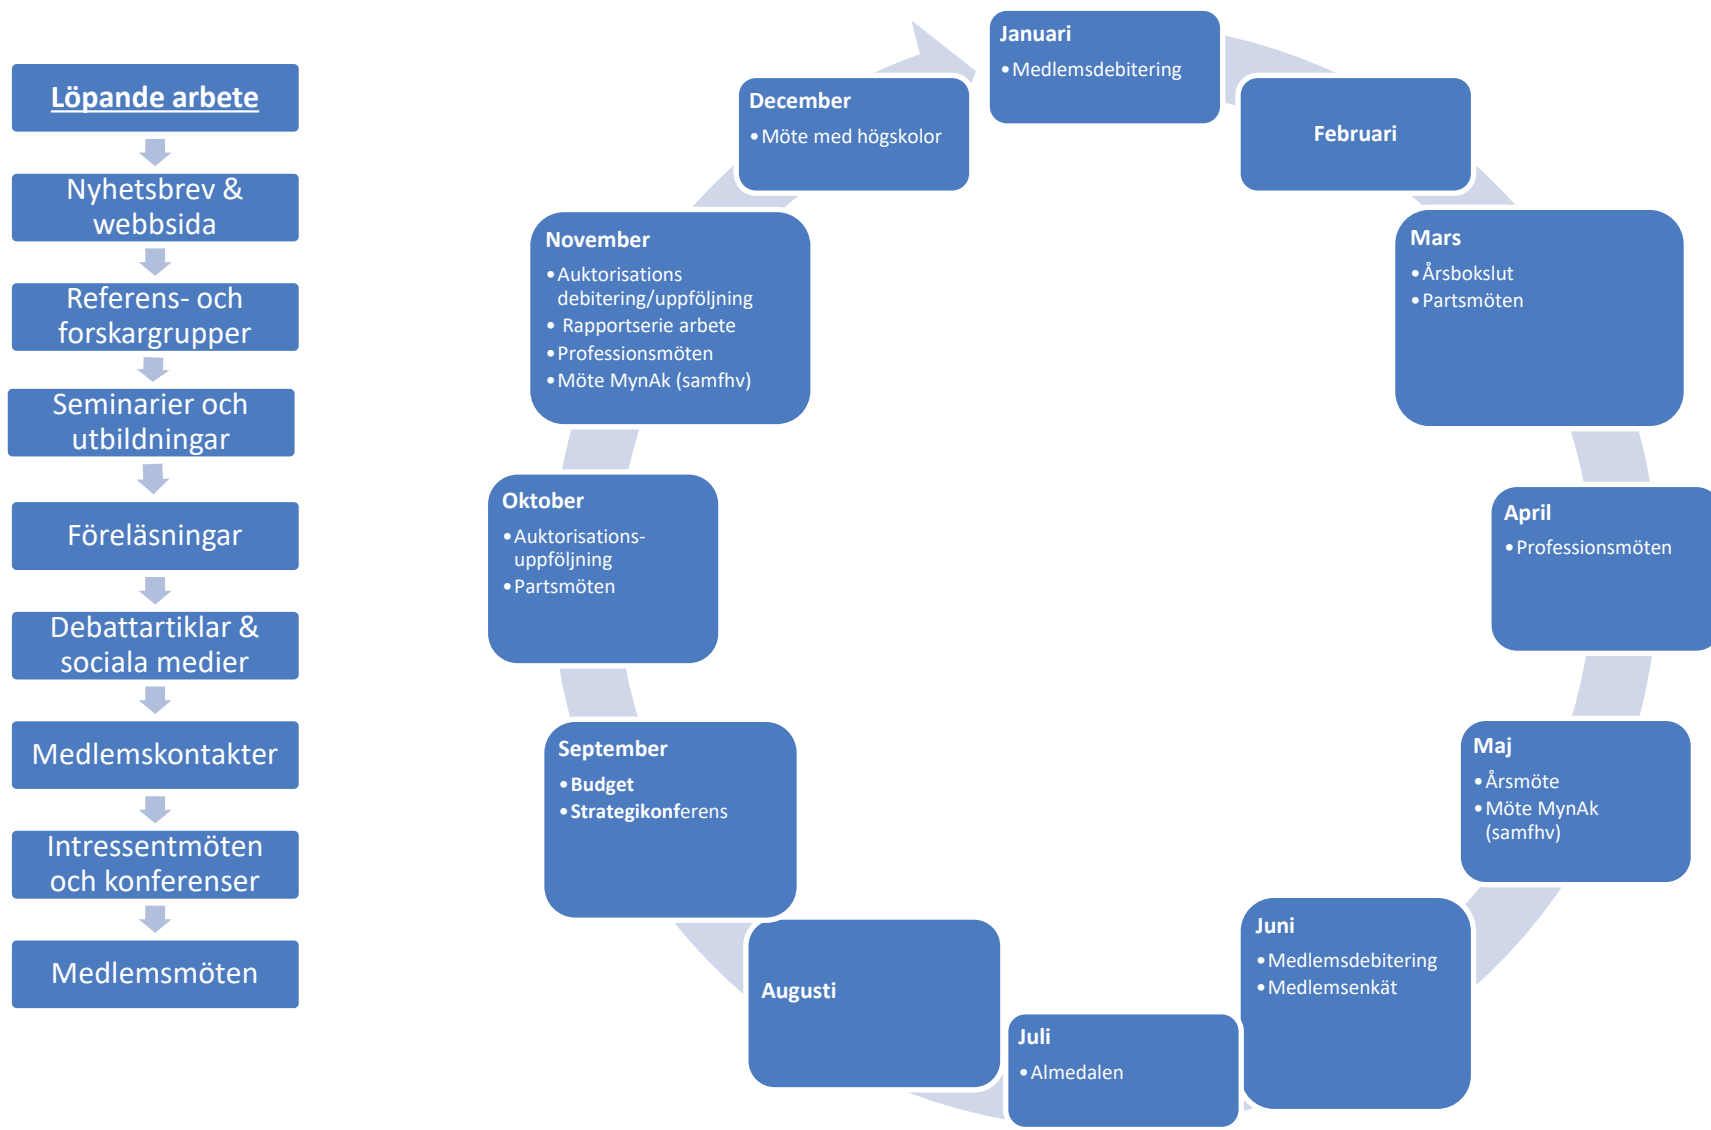 Löpande arbete
Nyhetsbrev &
webbsida
Referens- och
forskargrupper
Seminarier och
utbildningar
Föreläsningar
Debattartiklar &
sociala medier
Medlemskontakter
Intressentmöten
och konferenser
Medlemsmöten
Januari
•Medlemsdebitering
Februari
Mars
•Årsbokslut
•Partsmöten
April
•Professionsmöten
Maj
•Årsmöte
•Möte MynAk
(samfhv)
Juni
•Medlemsdebitering
•Medlemsenkät
Juli
•Almedalen
Augusti
September
•Budget
•Strategikonferens
Oktober
•Auktorisations-
uppföljning
•Partsmöten
November
•Auktorisations
debitering/uppföljning
• Rapportserie arbete
•Professionsmöten
•Möte MynAk (samfhv)
December
•Möte med högskolor